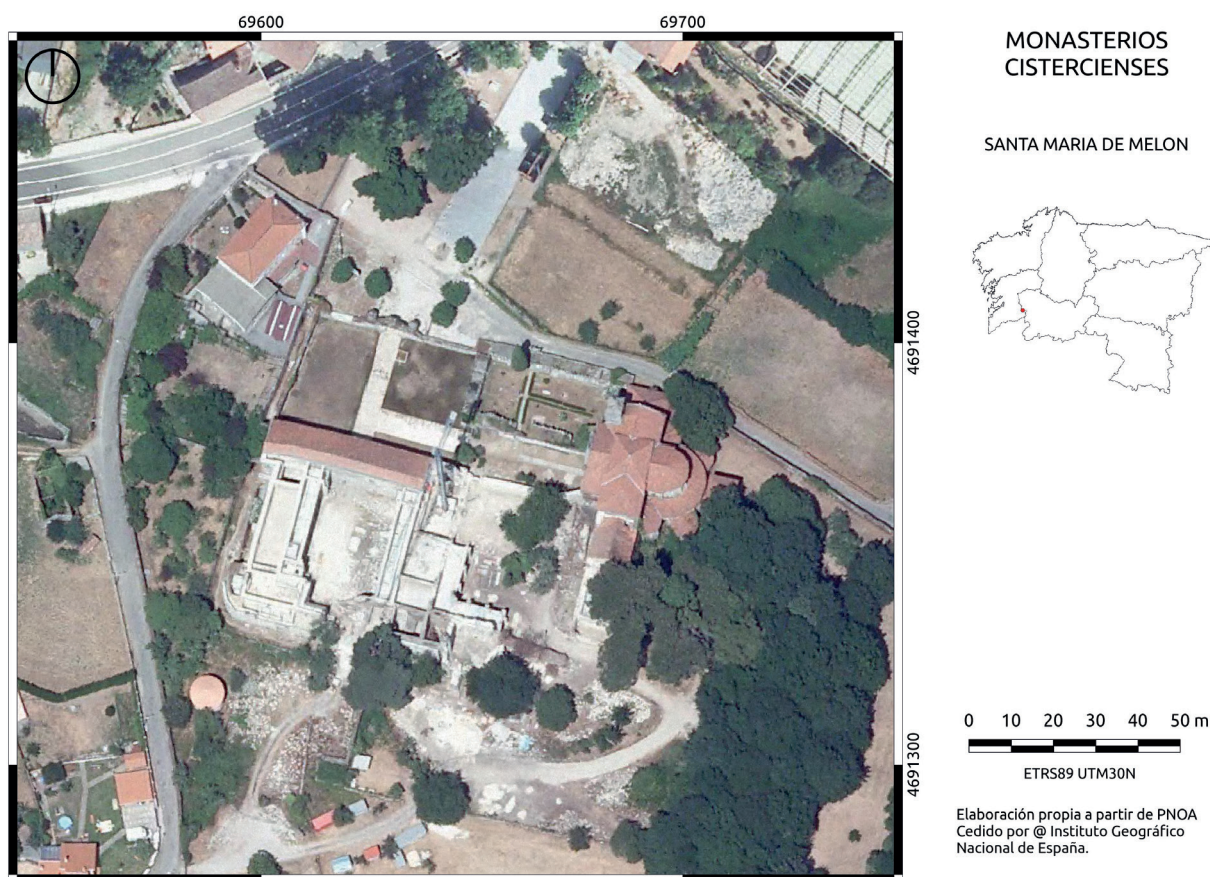 69600
69700
MONASTERIOS
CISTERCIENSES
SANTA MARIA DE MELON
4691400
4691300
0 10 20 30 40 50 m
ETRS89 UTM30N
Elaboración propia a partir de PNOA
Cedido por @ Instituto Geográfico
Nacional de España.